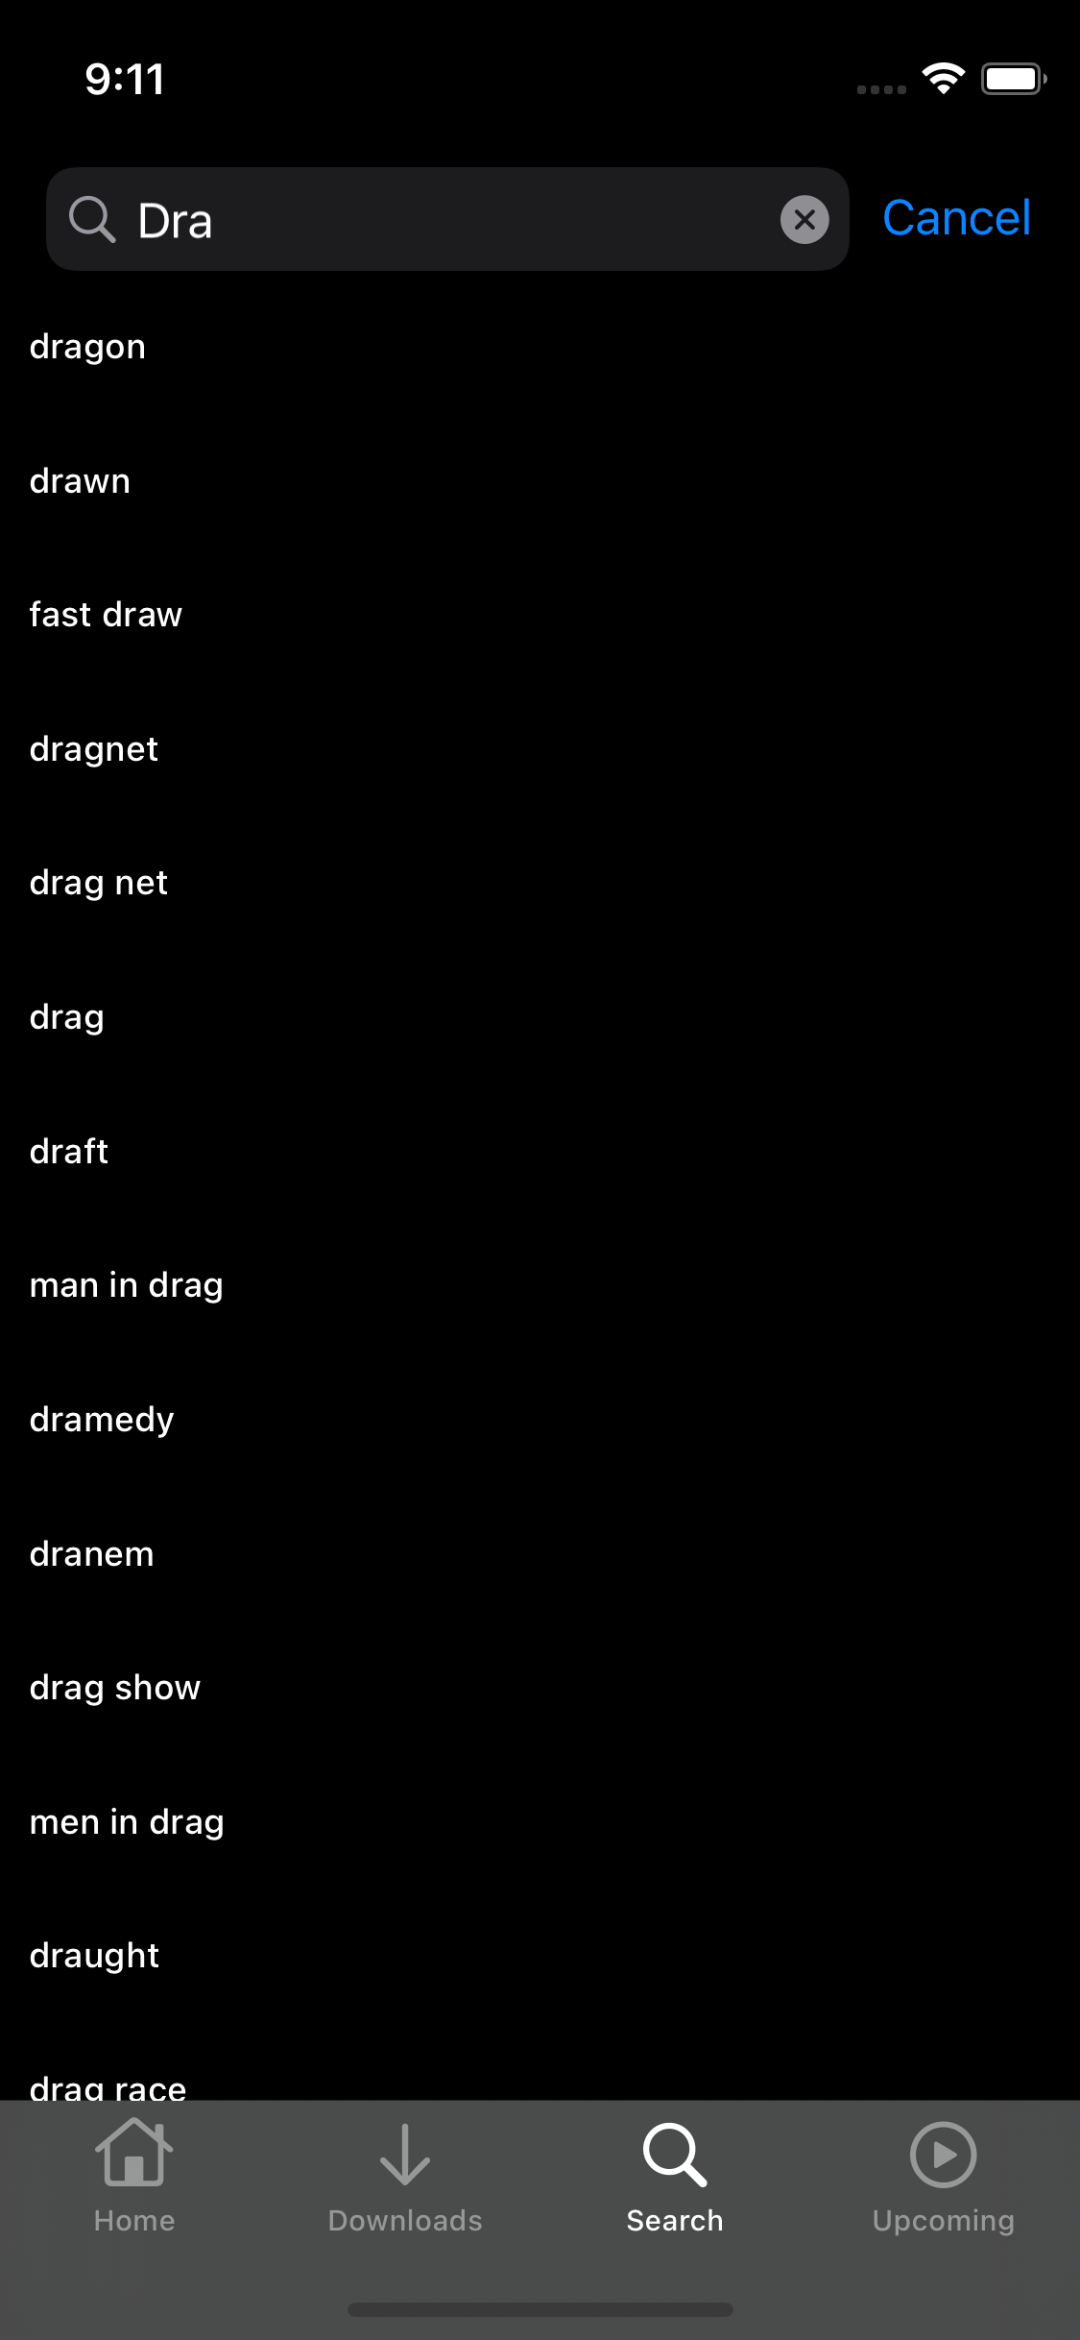 9:11
Dra
Cancel
dragon
drawn
fast draw
dragnet
drag net
drag
draft
man in drag
dramedy
dranem
drag show
men in drag
draught
drag race
Home
Downloads
Search
Upcoming